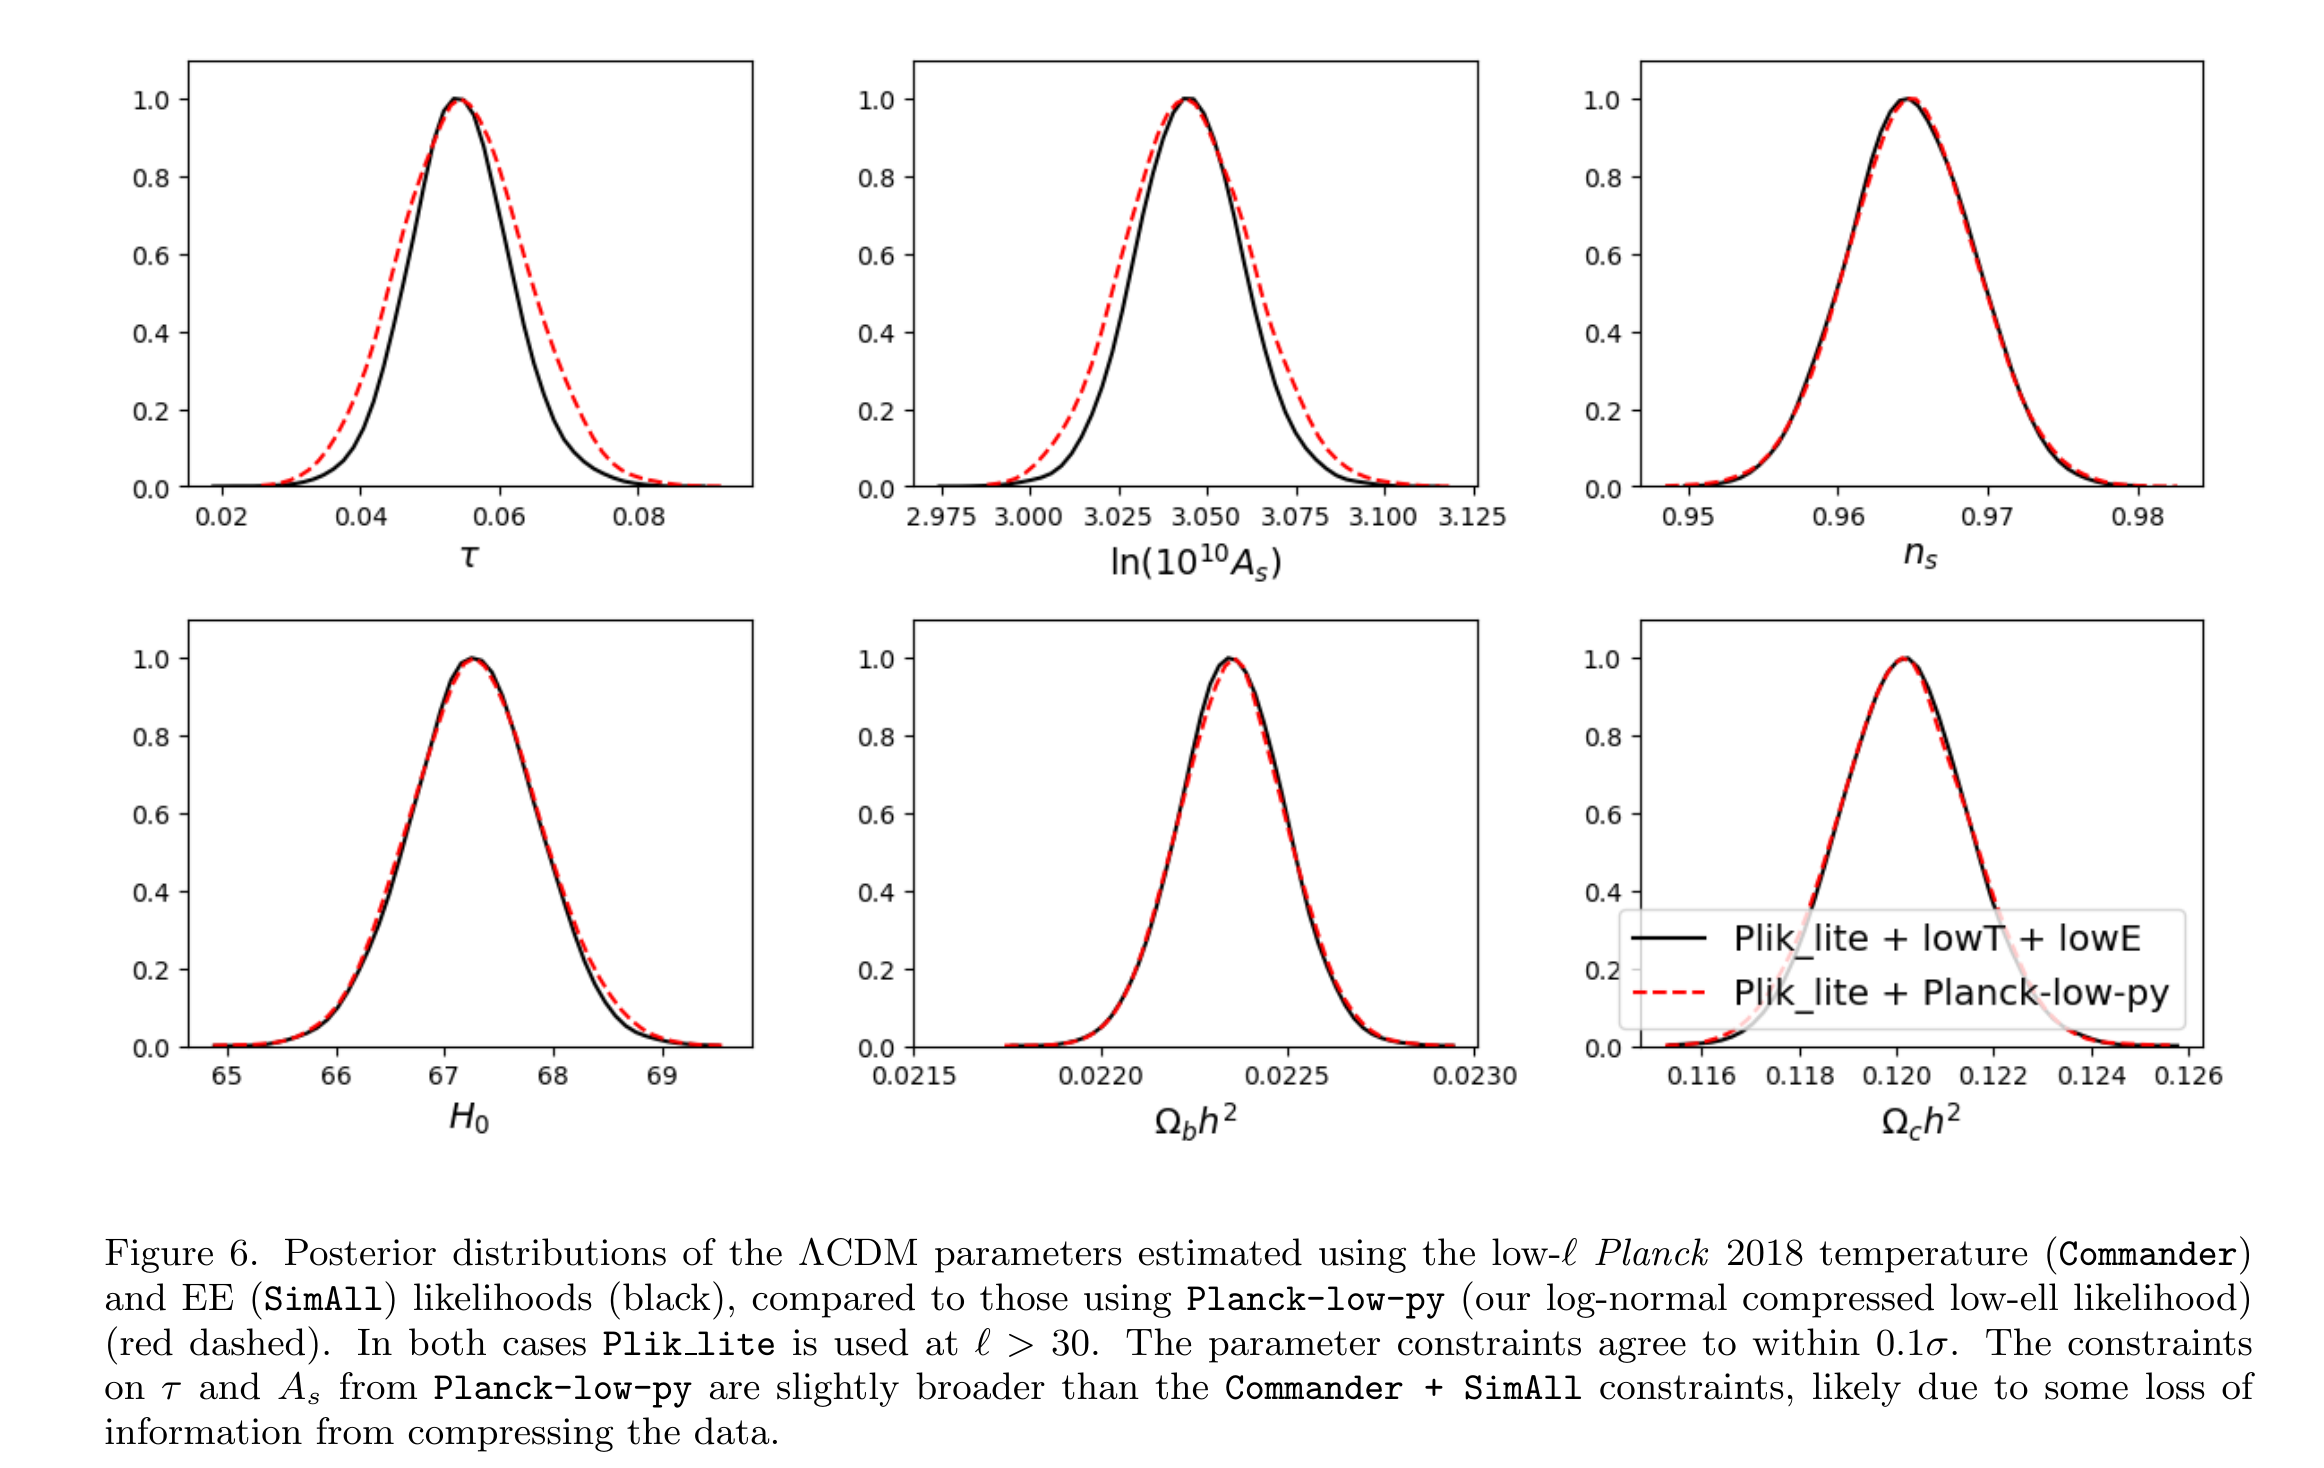 1.0
0.8
0.6
0.4
0.2
0.0
0.02 0.04 0.06 0.08
τ
1.0
0.8
0.6
0.4
0.2
0.0
2.975 3.000 3.025 3.050 3.075 3.100 3.125
ln(10¹⁰Aₛ)
1.0
0.8
0.6
0.4
0.2
0.0
0.95 0.96 0.97 0.98
nₛ
1.0
0.8
0.6
0.4
0.2
0.0
65 66 67 68 69
H₀
1.0
0.8
0.6
0.4
0.2
0.0
0.0215 0.0220 0.0225 0.0230
Ω_bh²
1.0
0.8
0.6
0.4
0.2
0.0
Plik_lite + lowT + lowE
Plik_lite + Planck-low-py
0.116 0.118 0.120 0.122 0.124 0.126
Ω_ch²
Figure 6. Posterior distributions of the ΛCDM parameters estimated using the low-ℓ Planck 2018 temperature (Commander)
and EE (SimAll) likelihoods (black), compared to those using Planck-low-py (our log-normal compressed low-ell likelihood)
(red dashed). In both cases Plik_lite is used at ℓ > 30. The parameter constraints agree to within 0.1σ. The constraints
on τ and Aₛ from Planck-low-py are slightly broader than the Commander + SimAll constraints, likely due to some loss of
information from compressing the data.